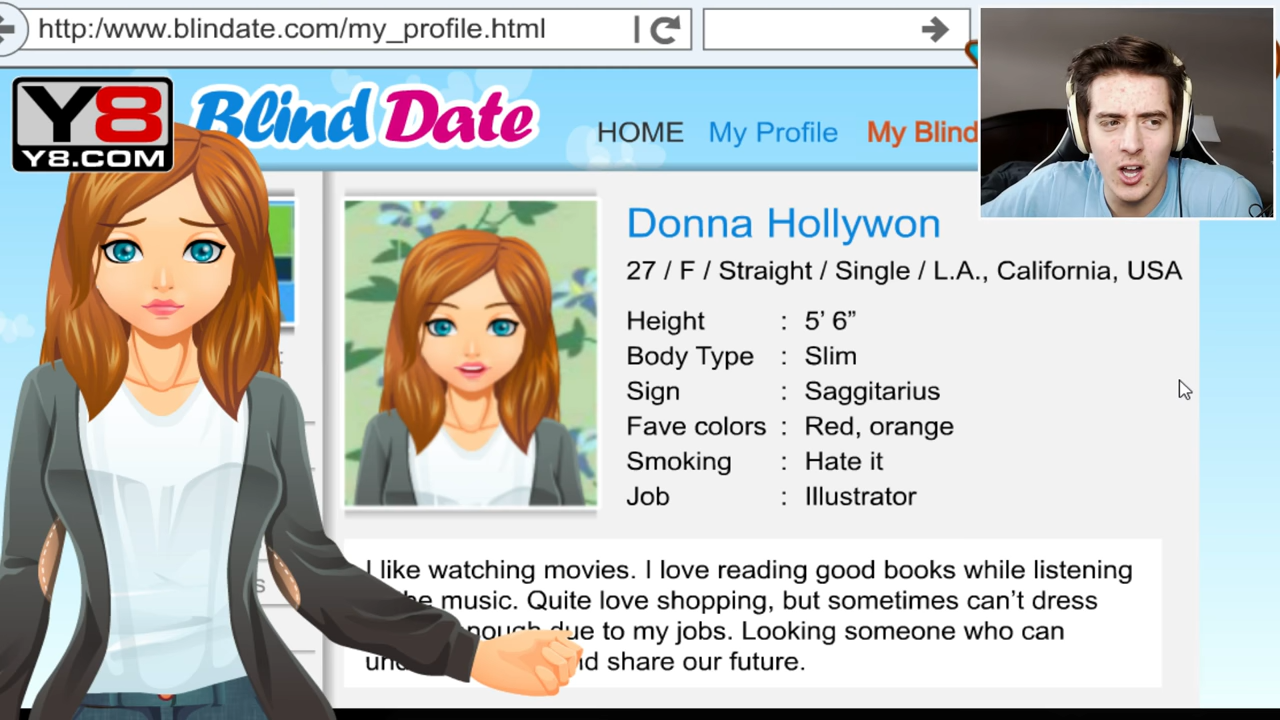 http:/www.blindate.com/my_profile.html
Y8
Y8.COM
Blind Date
HOME My Profile My Blind
Donna Hollywon
27 / F / Straight / Single / L.A., California, USA
Height : 5’ 6”
Body Type : Slim
Sign : Saggitarius
Fave colors : Red, orange
Smoking : Hate it
Job : Illustrator
I like watching movies. I love reading good books while listening
music. Quite love shopping, but sometimes can’t dress
due to my jobs. Looking someone who can
share our future.